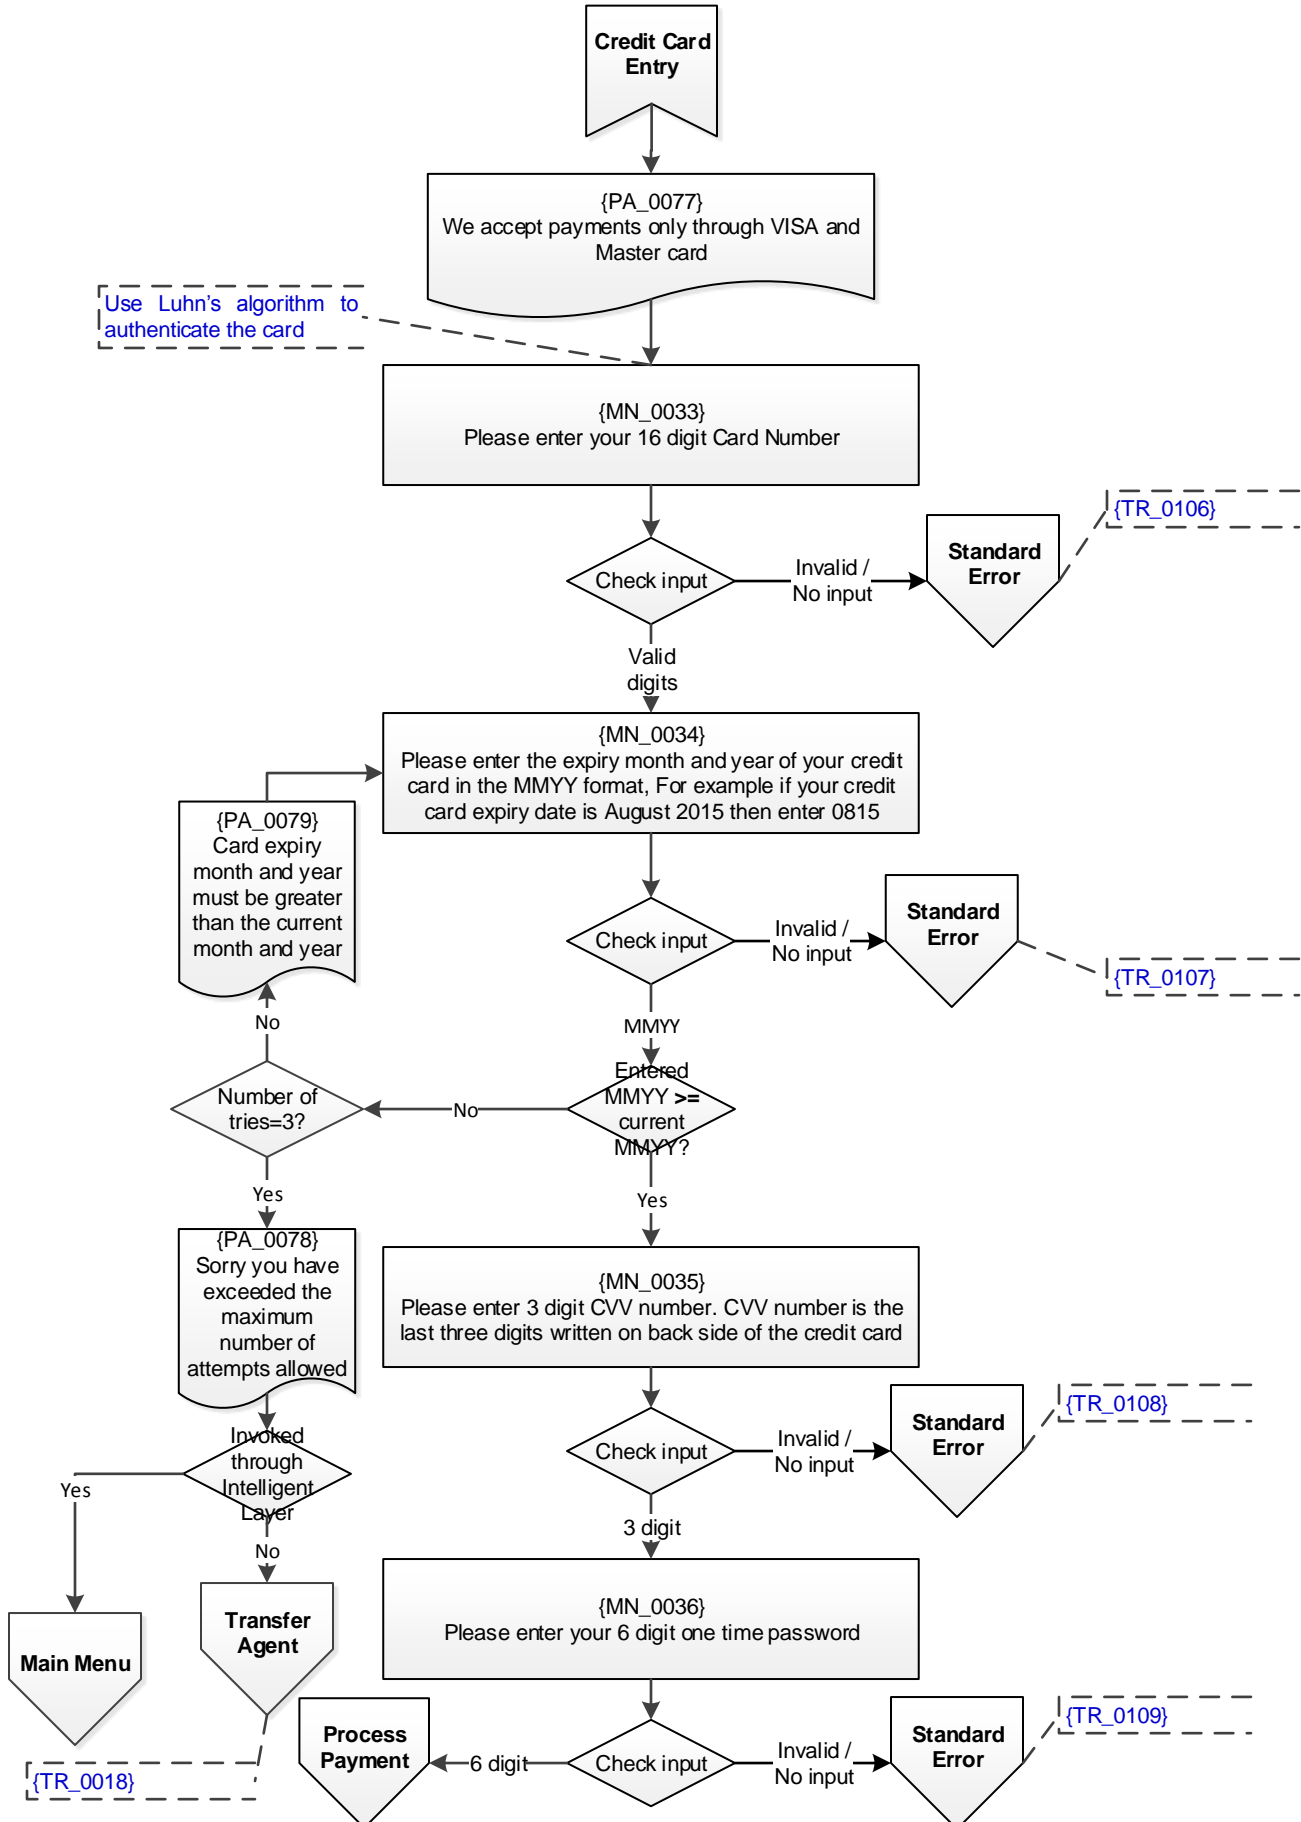 Credit Card
Entry
{PA_0077}
We accept payments only through VISA and
Master card
Use Luhn's algorithm to
authenticate the card
{MN_0033}
Please enter your 16 digit Card Number
{TR_0106}
Standard
Error
Check input
Invalid /
No input
Valid
digits
{MN_0034}
Please enter the expiry month and year of your credit
card in the MMYY format, For example if your credit
card expiry date is August 2015 then enter 0815
{PA_0079}
Card expiry
month and year
must be greater
than the current
month and year
Standard
Error
Check input
Invalid /
No input
{TR_0107}
No
MMYY
Number of
tries=3?
No
Entered
MMYY >=
current
MMYY?
Yes
Yes
{PA_0078}
Sorry you have
exceeded the
maximum
number of
attempts allowed
{MN_0035}
Please enter 3 digit CVV number. CVV number is the
last three digits written on back side of the credit card
{TR_0108}
Standard
Error
Check input
Invalid /
No input
Invoked
through
Intelligent
Layer
Yes
No
3 digit
{MN_0036}
Please enter your 6 digit one time password
Transfer
Agent
Main Menu
{TR_0109}
Process
Payment
6 digit
Check input
Invalid /
No input
Standard
Error
{TR_0018}